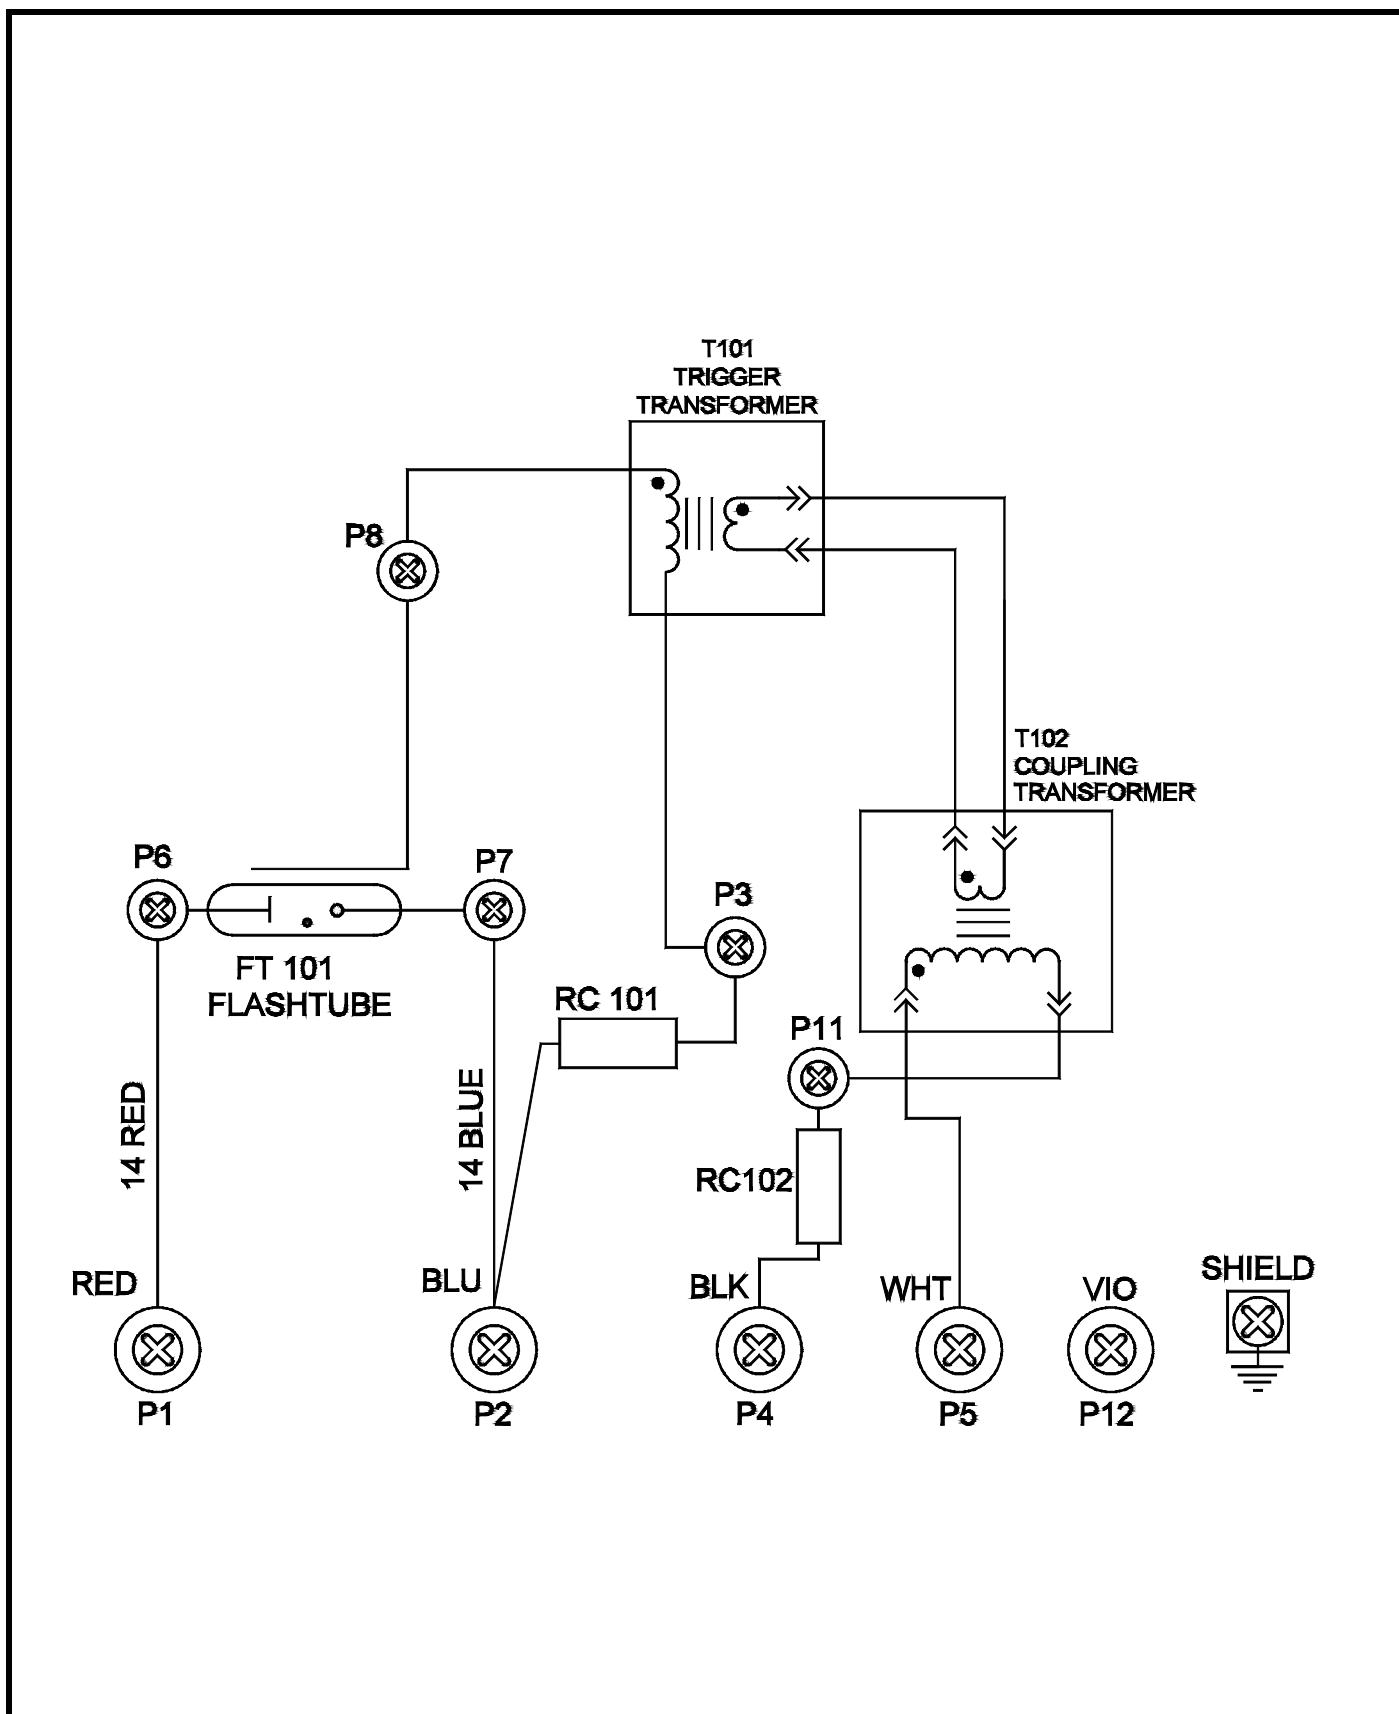 T101
TRIGGER
TRANSFORMER
P8
T102
COUPLING
TRANSFORMER
P6
P7
P3
FT 101
FLASHTUBE
RC 101
P11
14 RED
14 BLUE
RC102
RED
BLU
BLK
WHT
VIO
SHIELD
P1
P2
P4
P5
P12